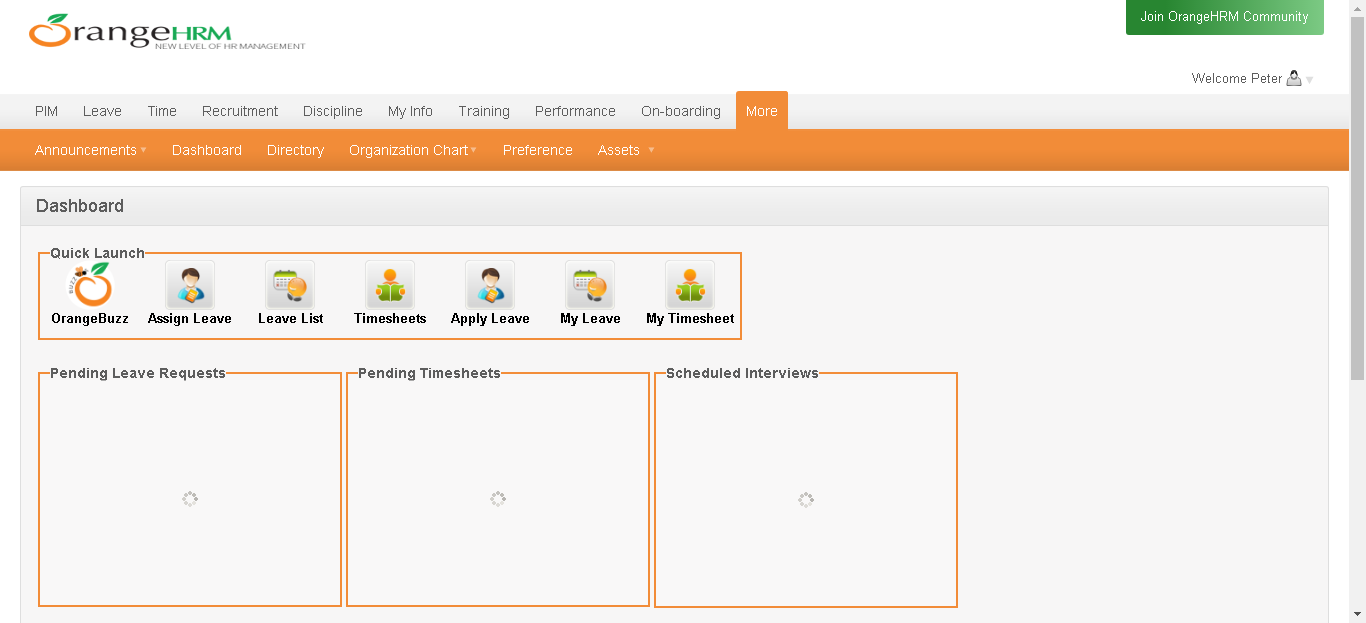 OrangeHRM
NEW LEVEL OF HR MANAGEMENT
Join OrangeHRM Community
Welcome Peter
PIM Leave Time Recruitment Discipline My Info Training Performance On-boarding More
Announcements Dashboard Directory Organization Chart Preference Assets
Dashboard
Quick Launch
BUZZ
OrangeBuzz Assign Leave Leave List Timesheets Apply Leave My Leave My Timesheet
Pending Leave Requests Pending Timesheets Scheduled Interviews